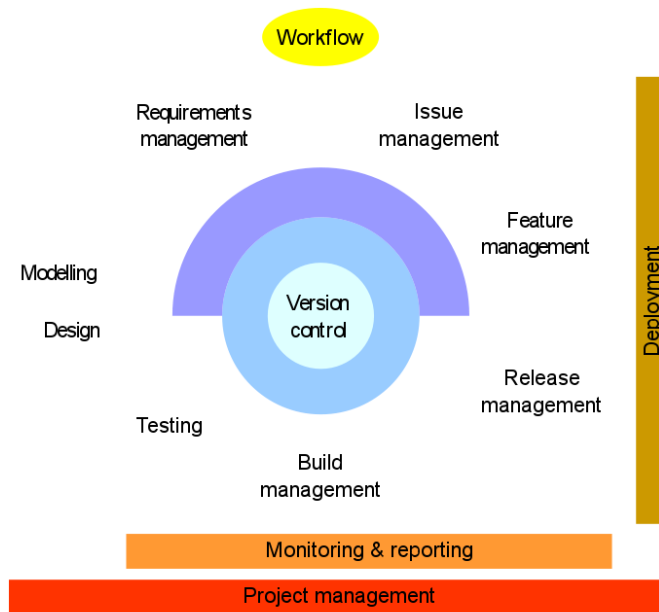 Workflow
Requirements
management
Issue
management
Feature
management
Modelling
Design
Version
control
Deployment
Release
management
Testing
Build
management
Monitoring & reporting
Project management